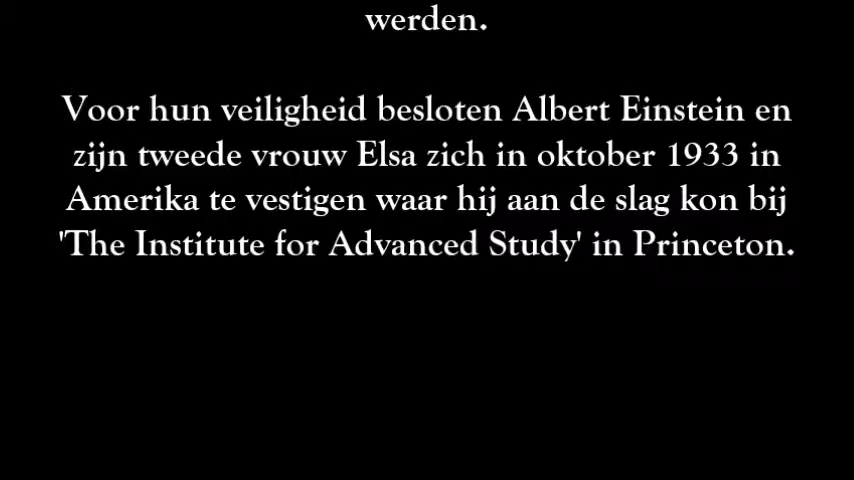 werden.
Voor hun veiligheid besloten Albert Einstein en
zijn tweede vrouw Elsa zich in oktober 1933 in
Amerika te vestigen waar hij aan de slag kon bij
'The Institute for Advanced Study' in Princeton.